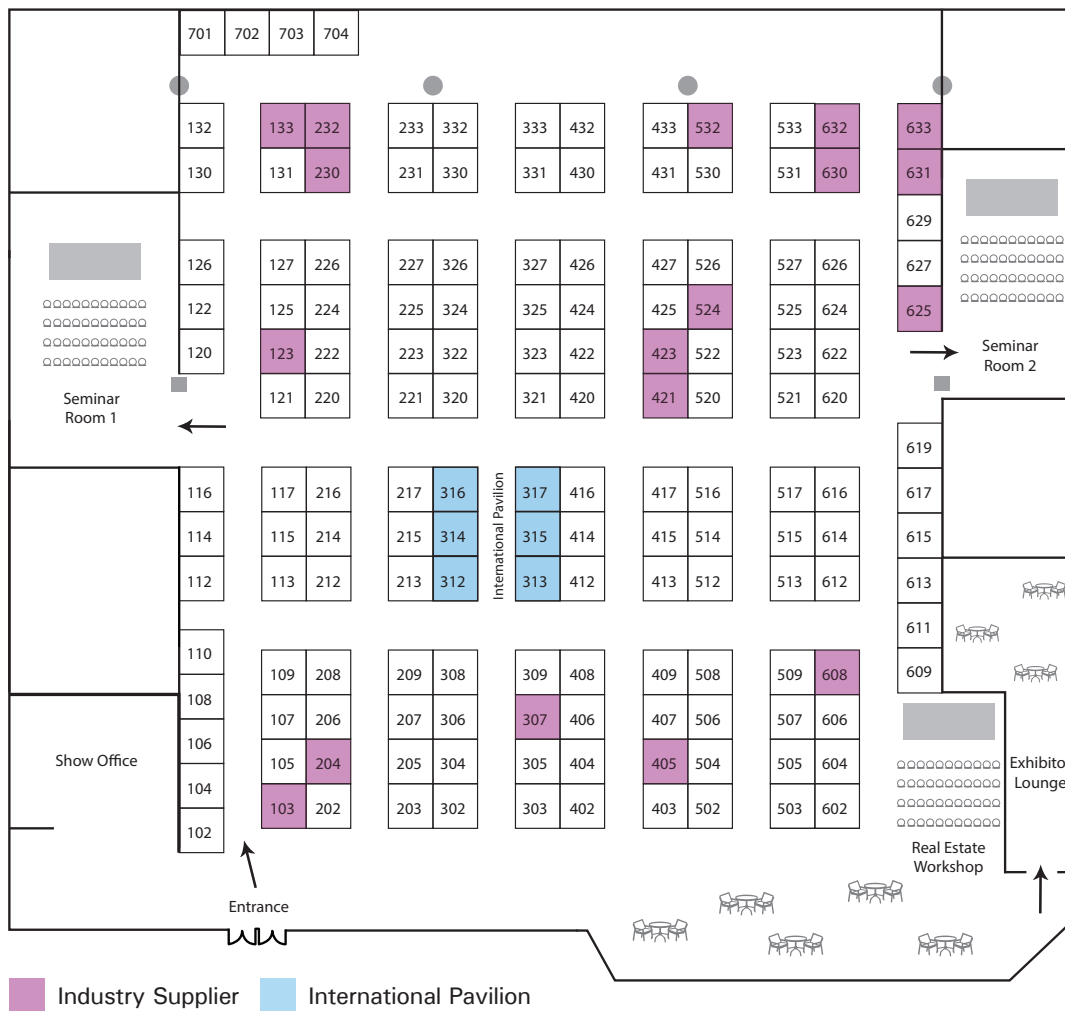 701 702 703 704
132 133 232 233 332 333 432 433 532 533 632 633
130 131 230 231 330 331 430 431 530 531 630 631
629
126 127 226 227 326 327 426 427 526 527 626 627
122 125 224 225 324 325 424 425 524 525 624 625
120 123 222 223 322 323 422 423 522 523 622
Seminar
Room 2
121 220 221 320 321 420 421 520 521 620
Seminar
Room 1
619
116 117 216 217 316 317 416 417 516 517 616 617
114 115 214 215 314 315 414 415 514 515 614 615
112 113 212 213 312 313 412 413 512 513 612 613
International Pavilion
611
110
109 208 209 308 309 408 409 508 509 608 609
108 107 206 207 306 307 406 407 506 507 606
106
Show Office
105 204 205 304 305 404 405 504 505 604
Exhibito
Lounge
104
103 202 203 302 303 402 403 502 503 602
102
Real Estate
Workshop
Entrance
Industry Supplier International Pavilion